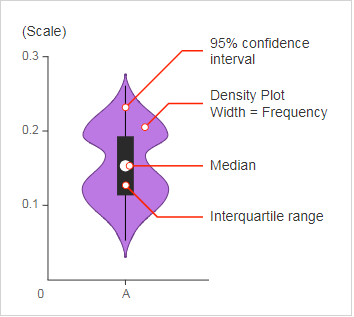 (Scale)
0.3
95% confidence
interval
Density Plot
Width = Frequency
0.2
Median
0.1
Interquartile range
0
A